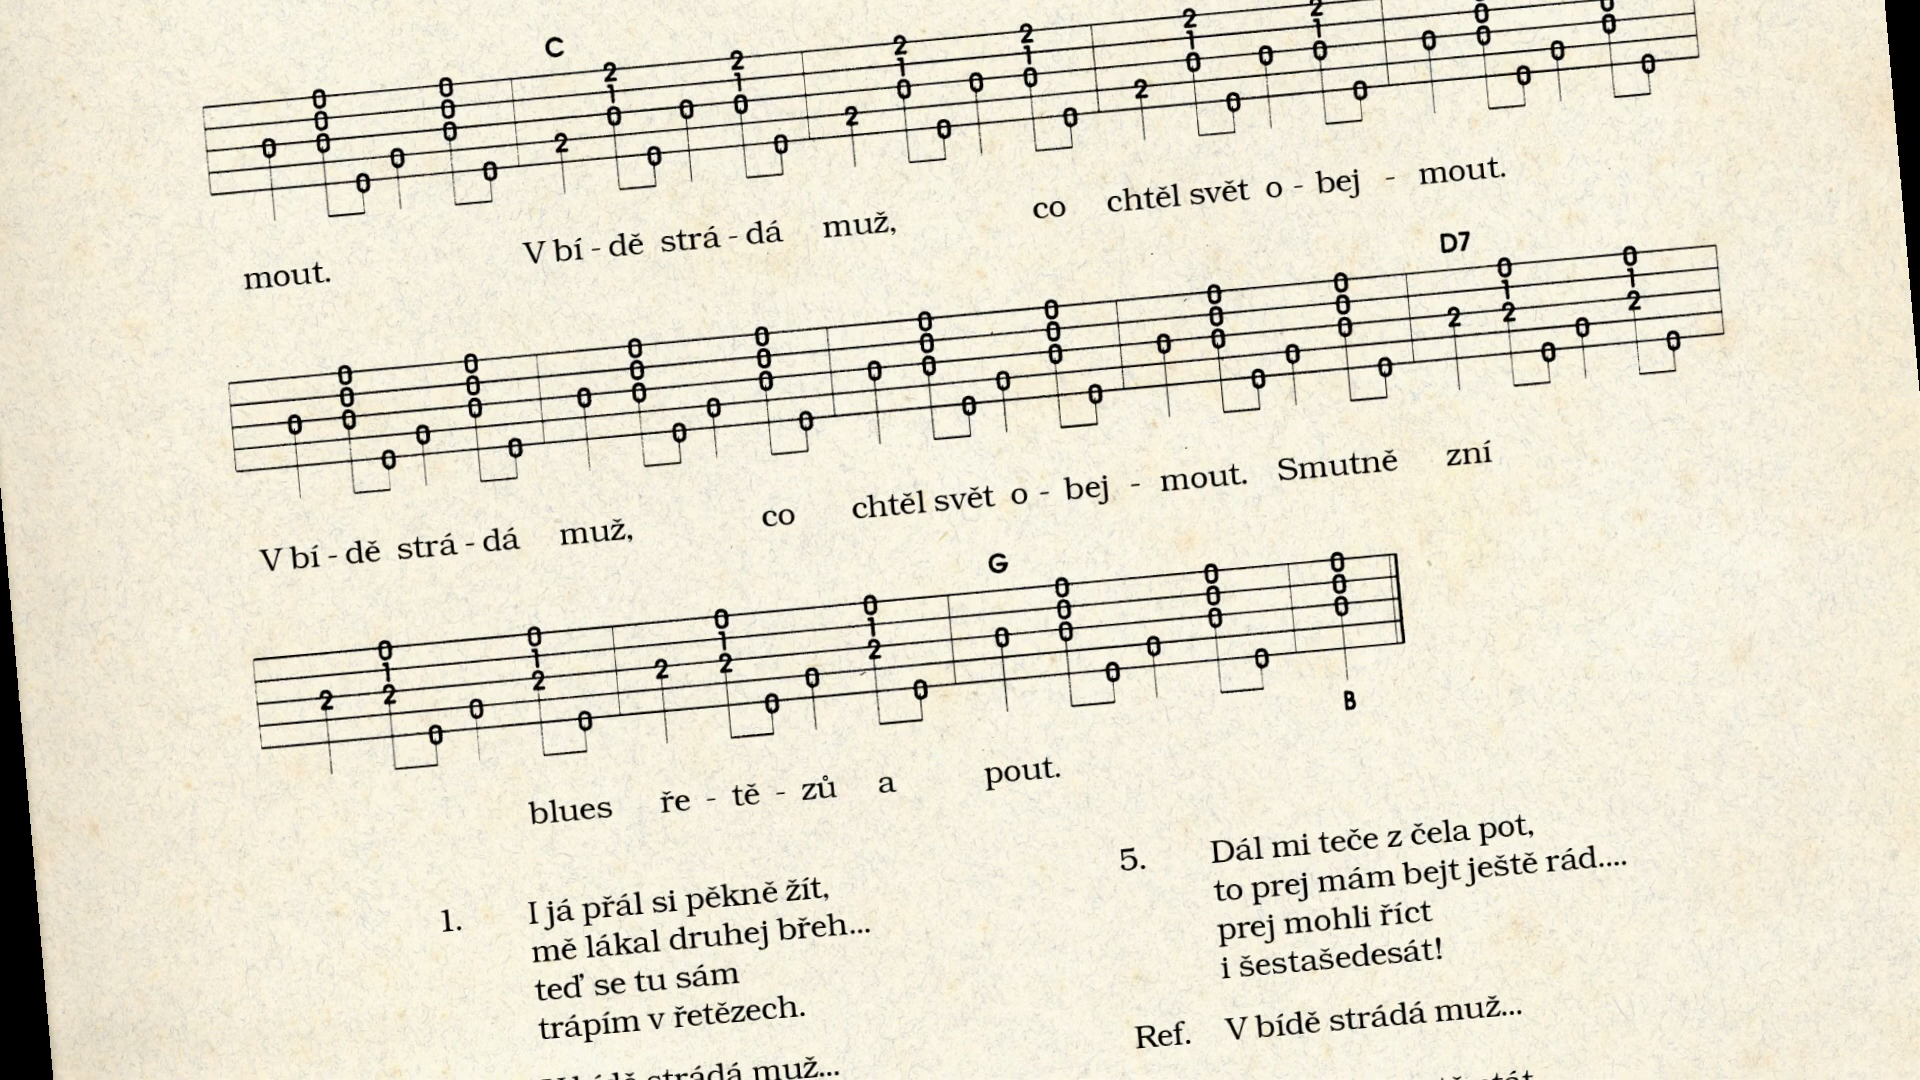 C
mout. V bí - dě strá - dá muž, co chtěl svět o - bej - mout.
D7
V bí - dě strá - dá muž, co chtěl svět o - bej - mout. Smutně zní
G
B
blues ře - tě - zů a pout.
1. I já přál si pěkně žít,
mě lákal druhej břeh...
teď se tu sám
trápím v řetězech.
strádá muž...
5. Dál mi teče z čela pot,
to prej mám bejt ještě rád....
prej mohli říct
i šestašedesát!
Ref. V bídě strádá muž...